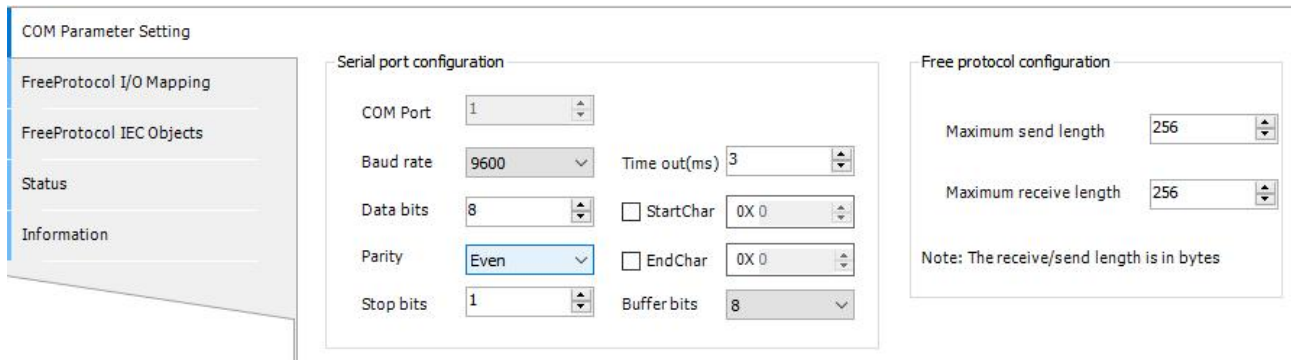 COM Parameter Setting
FreeProtocol I/O Mapping
FreeProtocol IEC Objects
Status
Information
Serial port configuration
COM Port 1
Baud rate 9600 Time out(ms) 3
Data bits 8 StartChar 0X 0
Parity Even EndChar 0X 0
Stop bits 1 Buffer bits 8
Free protocol configuration
Maximum send length 256
Maximum receive length 256
Note: The receive/send length is in bytes